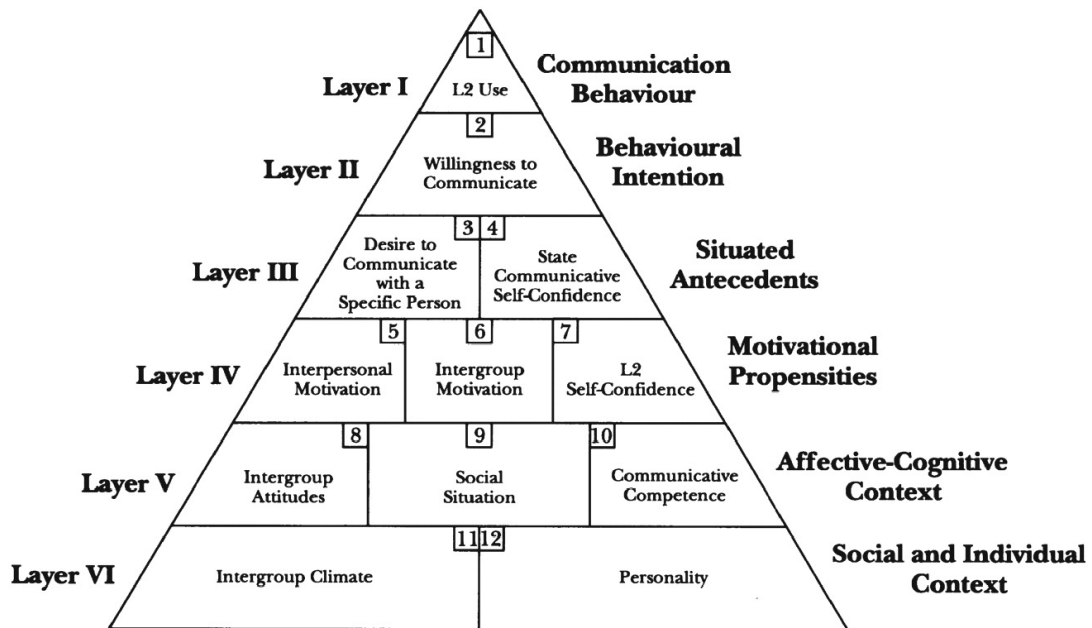 1
Layer I
L2 Use
Communication
Behaviour
2
Layer II
Willingness to
Communicate
Behavioural
Intention
3 4
Layer III
Desire to
Communicate
with a
Specific Person
State
Communicative
Self-Confidence
Situated
Antecedents
5 6 7
Layer IV
Interpersonal
Motivation
Intergroup
Motivation
L2
Self-Confidence
Motivational
Propensities
8 9 10
Layer V
Intergroup
Attitudes
Social
Situation
Communicative
Competence
Affective-Cognitive
Context
11 12
Layer VI
Intergroup Climate
Personality
Social and Individual
Context